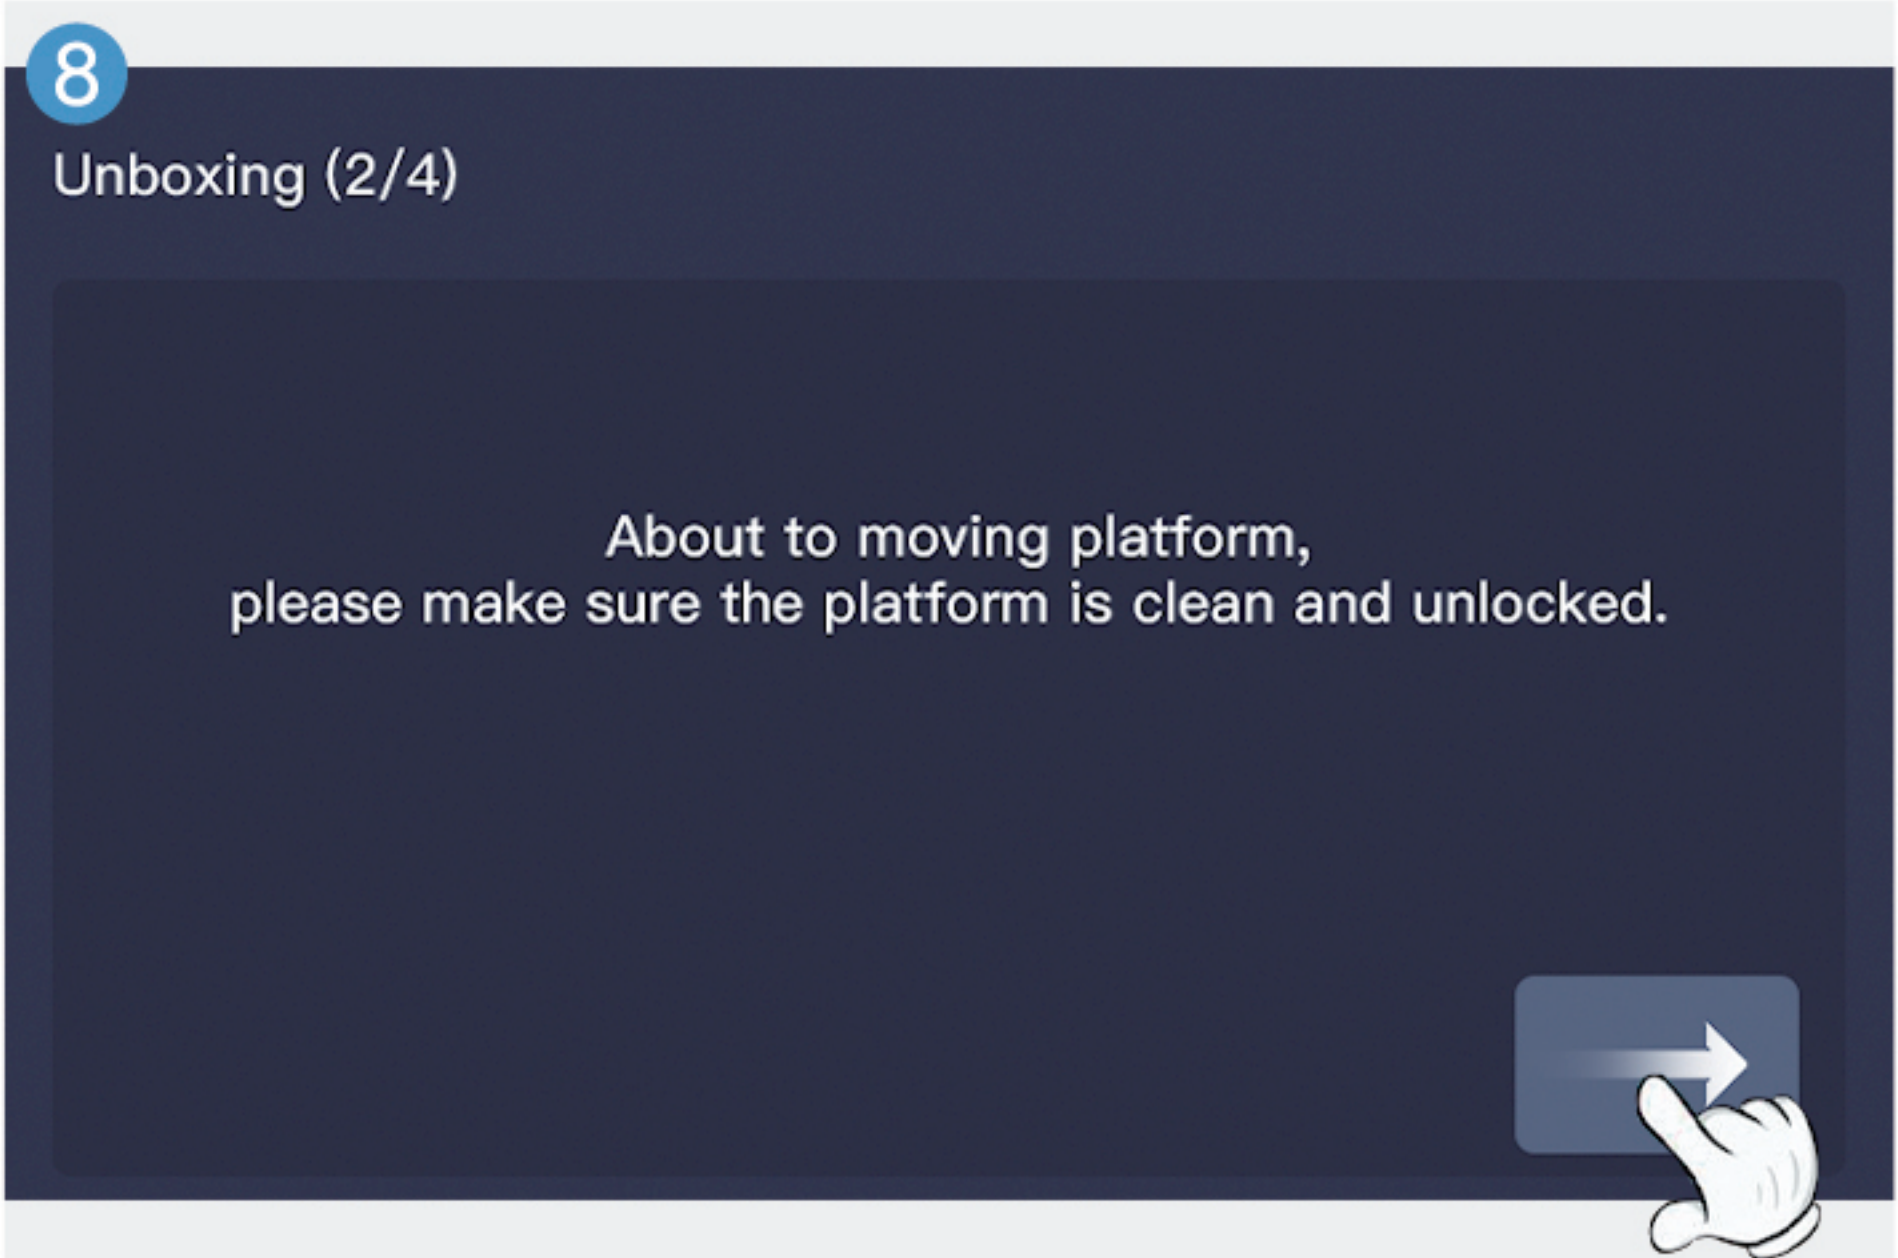 8
Unboxing (2/4)
About to moving platform,
please make sure the platform is clean and unlocked.